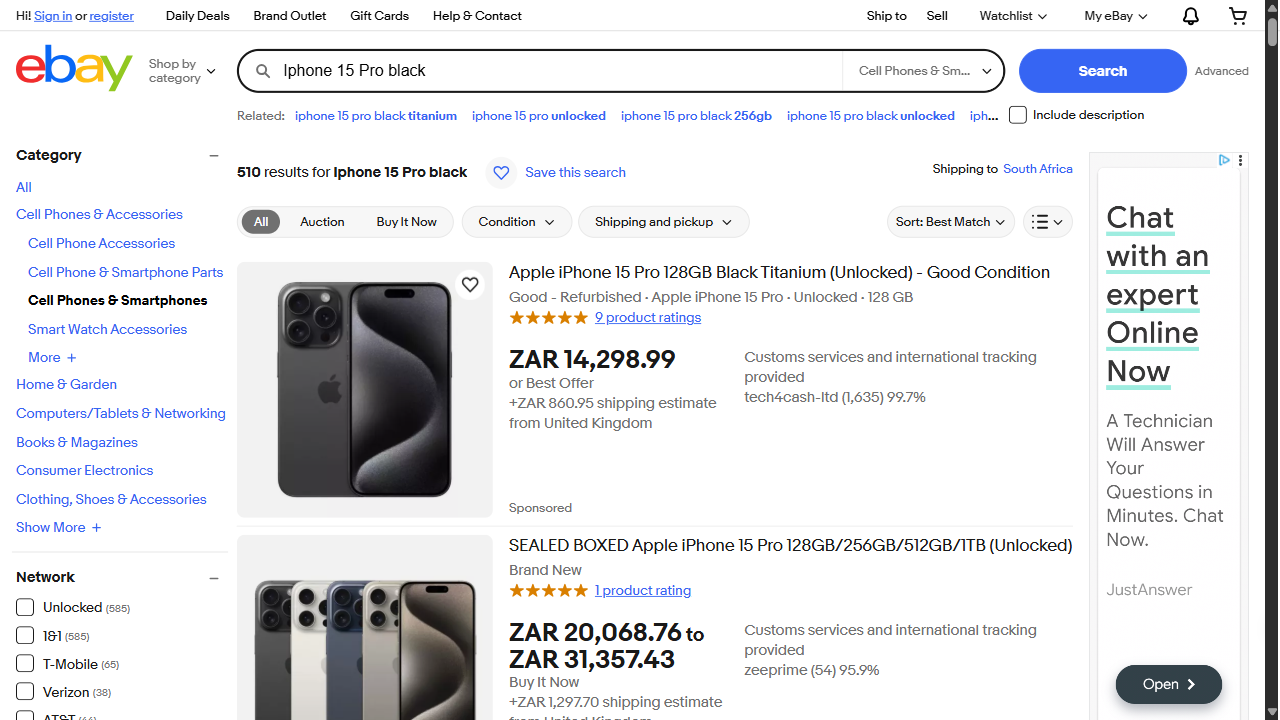 Hi! Sign in or register
Daily Deals
Brand Outlet
Gift Cards
Help & Contact
Ship to
Sell
Watchlist
My eBay
ebay
Shop by
category
Iphone 15 Pro black
Cell Phones & Sm...
Search
Advanced
Related: iphone 15 pro black titanium iphone 15 pro unlocked iphone 15 pro black 256gb iphone 15 pro black unlocked iph...
Include description
Category
All
Cell Phones & Accessories
Cell Phone Accessories
Cell Phone & Smartphone Parts
Cell Phones & Smartphones
Smart Watch Accessories
More +
Home & Garden
Computers/Tablets & Networking
Books & Magazines
Consumer Electronics
Clothing, Shoes & Accessories
Show More +
Network
Unlocked (585)
1&1 (585)
T-Mobile (65)
Verizon (38)
AT&T (44)
510 results for Iphone 15 Pro black
Save this search
Shipping to South Africa
All
Auction
Buy It Now
Condition
Shipping and pickup
Sort: Best Match
Apple iPhone 15 Pro 128GB Black Titanium (Unlocked) - Good Condition
Good - Refurbished · Apple iPhone 15 Pro · Unlocked · 128 GB
9 product ratings
ZAR 14,298.99
or Best Offer
+ZAR 860.95 shipping estimate
from United Kingdom
Customs services and international tracking
provided
tech4cash-ltd (1,635) 99.7%
Sponsored
SEALED BOXED Apple iPhone 15 Pro 128GB/256GB/512GB/1TB (Unlocked)
Brand New
1 product rating
ZAR 20,068.76 to
ZAR 31,357.43
Buy It Now
+ZAR 1,297.70 shipping estimate
from United Kingdom
Customs services and international tracking
provided
zeeprime (54) 95.9%
Chat
with an
expert
Online
Now
A Technician
Will Answer
Your
Questions in
Minutes. Chat
Now.
JustAnswer
Open